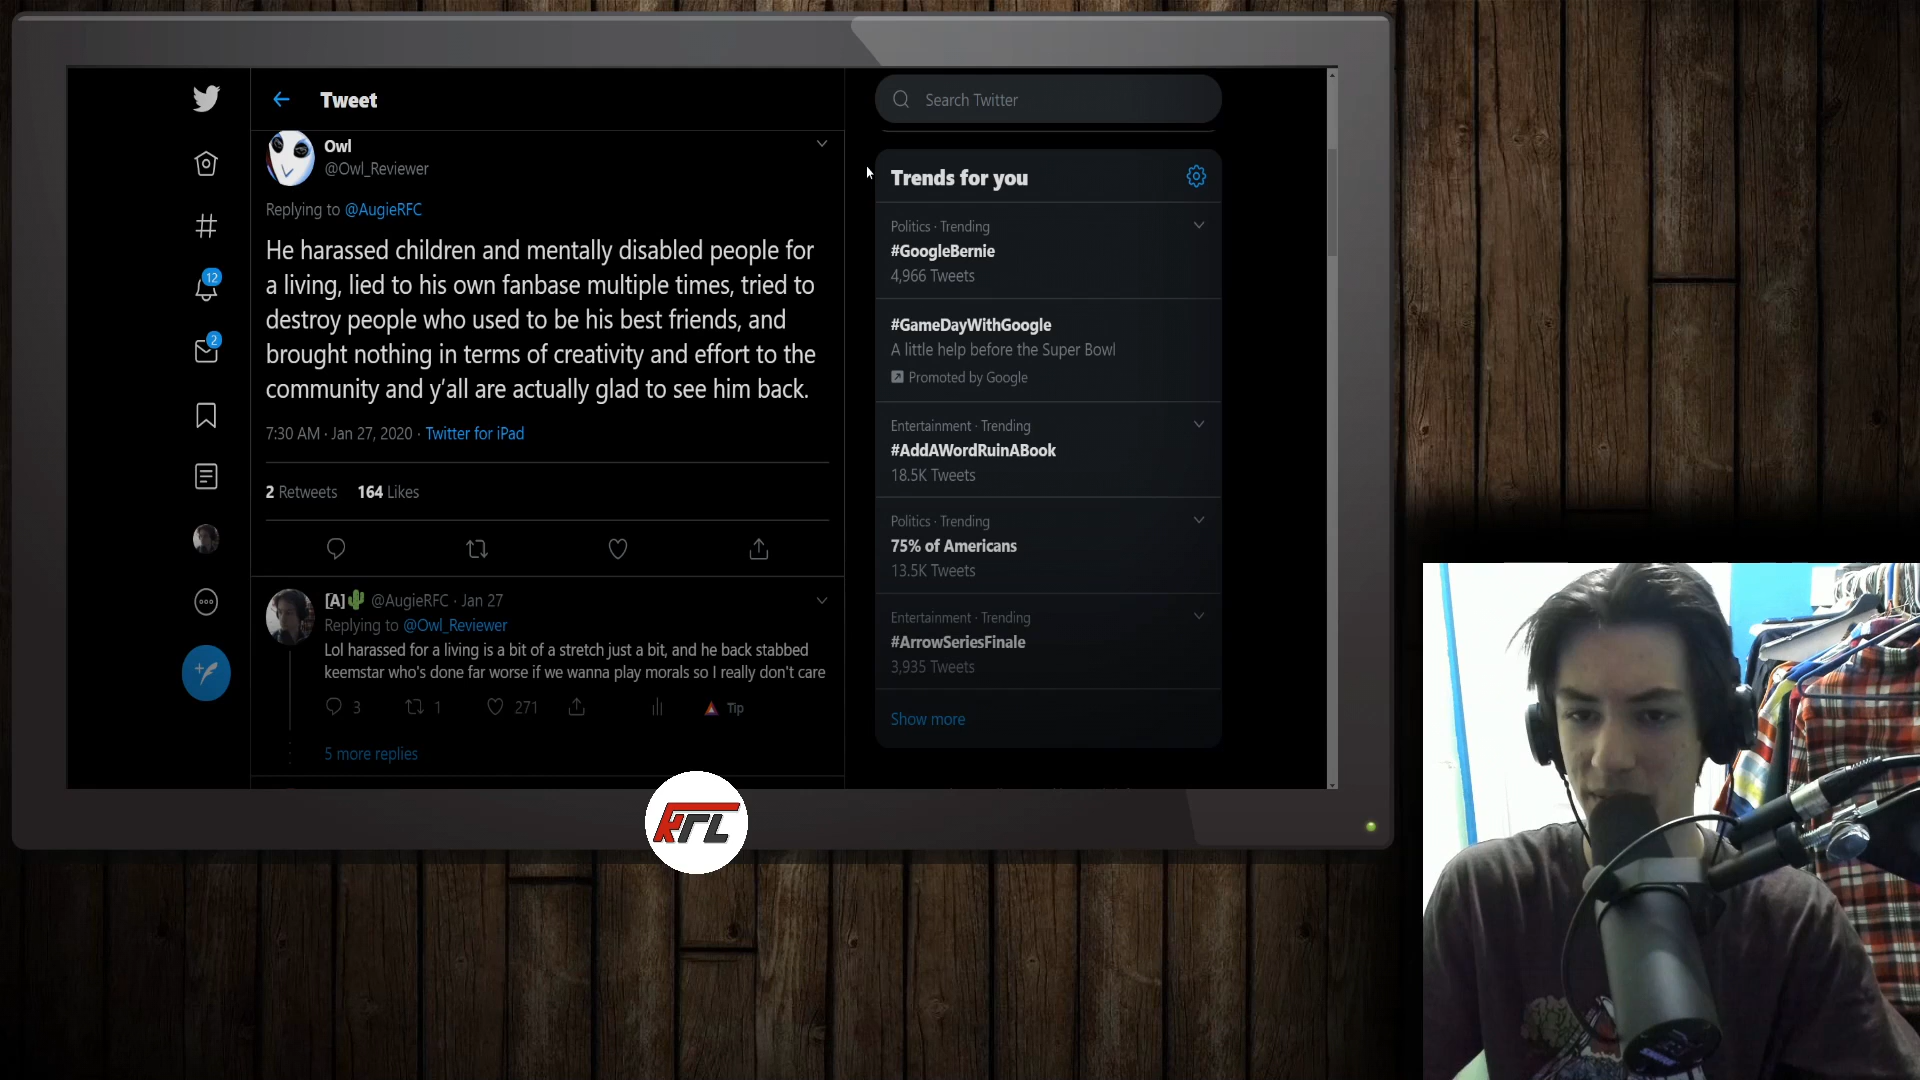 Tweet
Search Twitter
Owl
@Owl_Reviewer
Replying to @AugieRFC
He harassed children and mentally disabled people for
a living, lied to his own fanbase multiple times, tried to
destroy people who used to be his best friends, and
brought nothing in terms of creativity and effort to the
community and y'all are actually glad to see him back.
7:30 AM · Jan 27, 2020 · Twitter for iPad
2 Retweets 164 Likes
12
2
[A] @AugieRFC · Jan 27
Replying to @Owl_Reviewer
Lol harassed for a living is a bit of a stretch just a bit, and he back stabbed
keemstar who's done far worse if we wanna play morals so I really don't care
3 1 271 Tip
5 more replies
Trends for you
Politics · Trending
#GoogleBernie
4,966 Tweets
#GameDayWithGoogle
A little help before the Super Bowl
Promoted by Google
Entertainment · Trending
#AddAWordRuinABook
18.5K Tweets
Politics · Trending
75% of Americans
13.5K Tweets
Entertainment · Trending
#ArrowSeriesFinale
3,935 Tweets
Show more